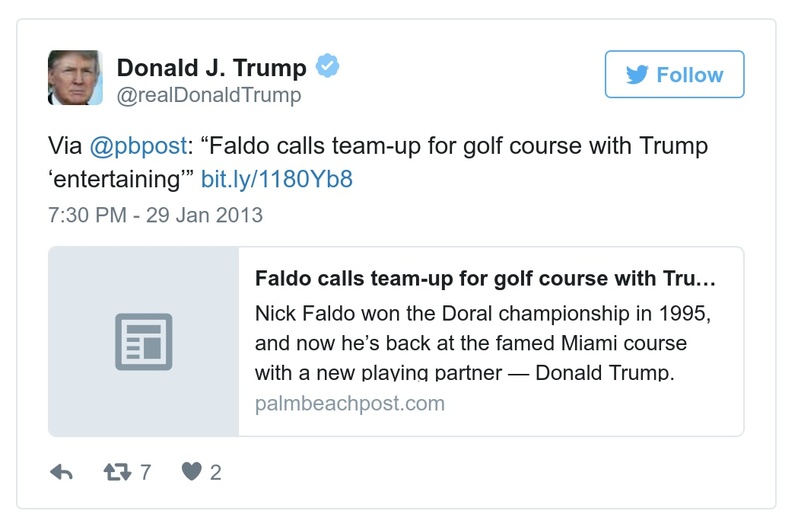 Donald J. Trump
@realDonaldTrump
Follow
Via @pbpost: “Faldo calls team-up for golf course with Trump
‘entertaining’” bit.ly/1180Yb8
7:30 PM - 29 Jan 2013
Faldo calls team-up for golf course with Tru…
Nick Faldo won the Doral championship in 1995,
and now he’s back at the famed Miami course
with a new playing partner — Donald Trump.
palmbeachpost.com
7
2